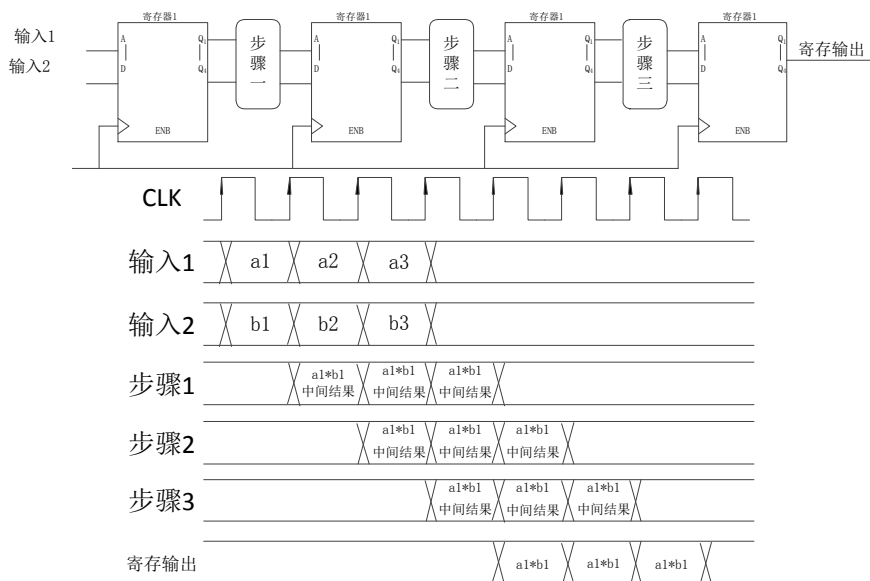 寄存器1 寄存器1 寄存器1 寄存器1
输入1
输入2
A D Q₁ Q₄ ENB
步骤一
A D Q₁ Q₄ ENB
步骤二
A D Q₁ Q₄ ENB
步骤三
A D Q₁ Q₄ ENB
寄存输出
CLK
输入1 a1 a2 a3
输入2 b1 b2 b3
步骤1
a1*b1 a1*b1 a1*b1
中间结果 中间结果 中间结果
步骤2
a1*b1 a1*b1 a1*b1
中间结果 中间结果 中间结果
步骤3
a1*b1 a1*b1 a1*b1
中间结果 中间结果 中间结果
寄存输出 a1*b1 a1*b1 a1*b1